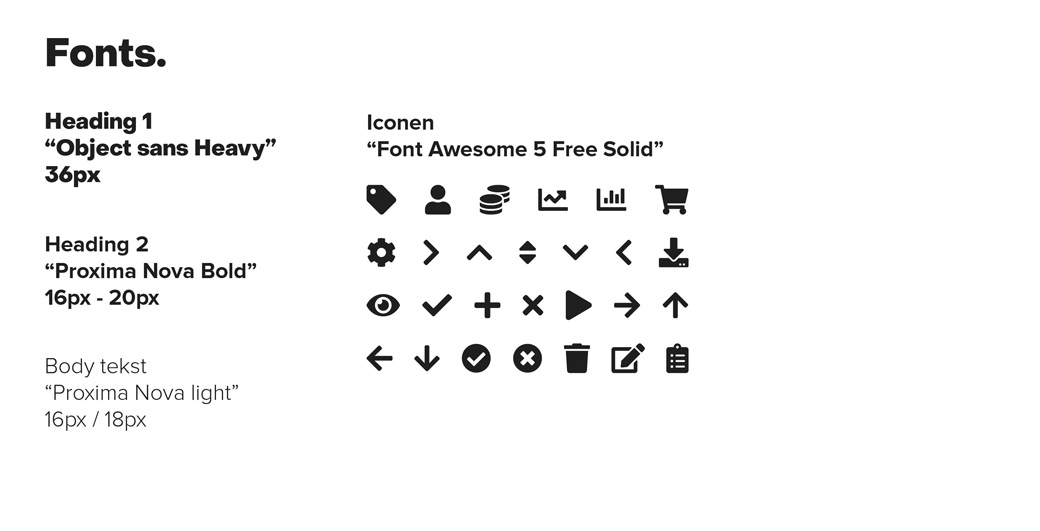 Fonts.
Heading 1
“Object sans Heavy”
36px
Heading 2
“Proxima Nova Bold”
16px - 20px
Body tekst
“Proxima Nova light”
16px / 18px
Iconen
“Font Awesome 5 Free Solid”